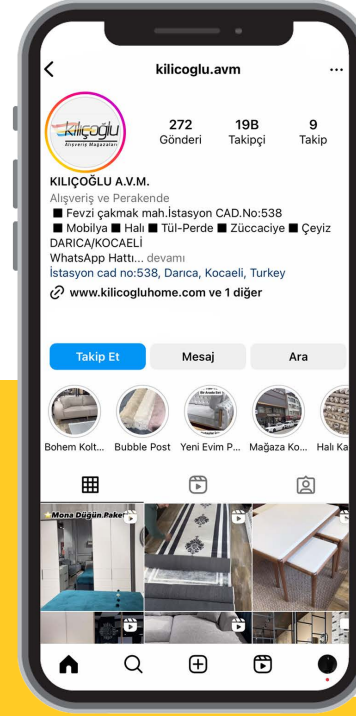 kilicoglu.avm
Kılıçoğlu
Alışveriş Mağazaları
272
Gönderi
19B
Takipçi
9
Takip
KILIÇOĞLU A.V.M.
Alışveriş ve Perakende
■ Fevzi çakmak mah.İstasyon CAD.No:538
■ Mobilya ■ Halı ■ Tül-Perde ■ Züccaciye ■ Çeyiz
DARICA/KOCAELİ
WhatsApp Hattı... devamı
İstasyon cad no:538, Darıca, Kocaeli, Turkey
www.kilicogluhome.com ve 1 diğer
Takip Et
Mesaj
Ara
Bohem Kolt...
Bubble Post
Yeni Evim P...
Mağaza Ko...
Halı Ka
Mona Düğün Paket